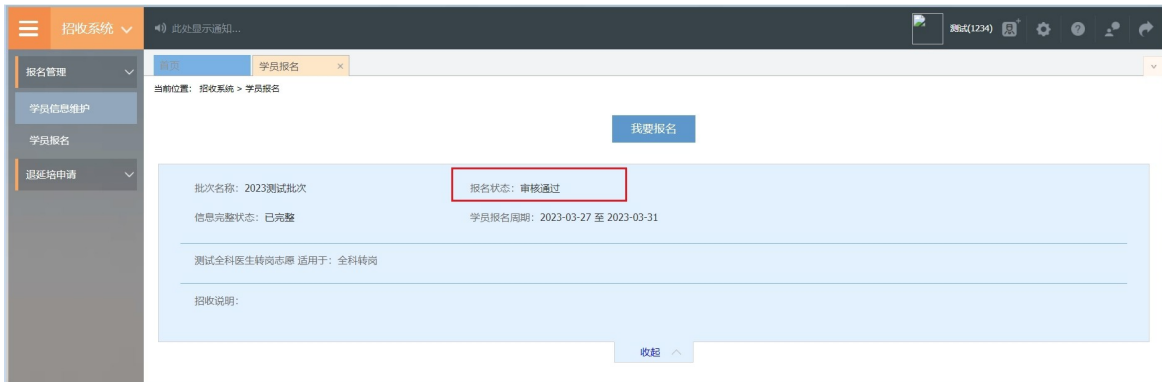 招收系统 此处显示通知... 测试(1234)
报名管理
学员信息维护
学员报名
退延培申请
首页 学员报名 ×
当前位置: 招收系统 > 学员报名
我要报名
批次名称: 2023测试批次 报名状态: 审核通过
信息完整状态: 已完整 学员报名周期: 2023-03-27 至 2023-03-31
测试全科医生转岗志愿 适用于: 全科转岗
招收说明:
收起